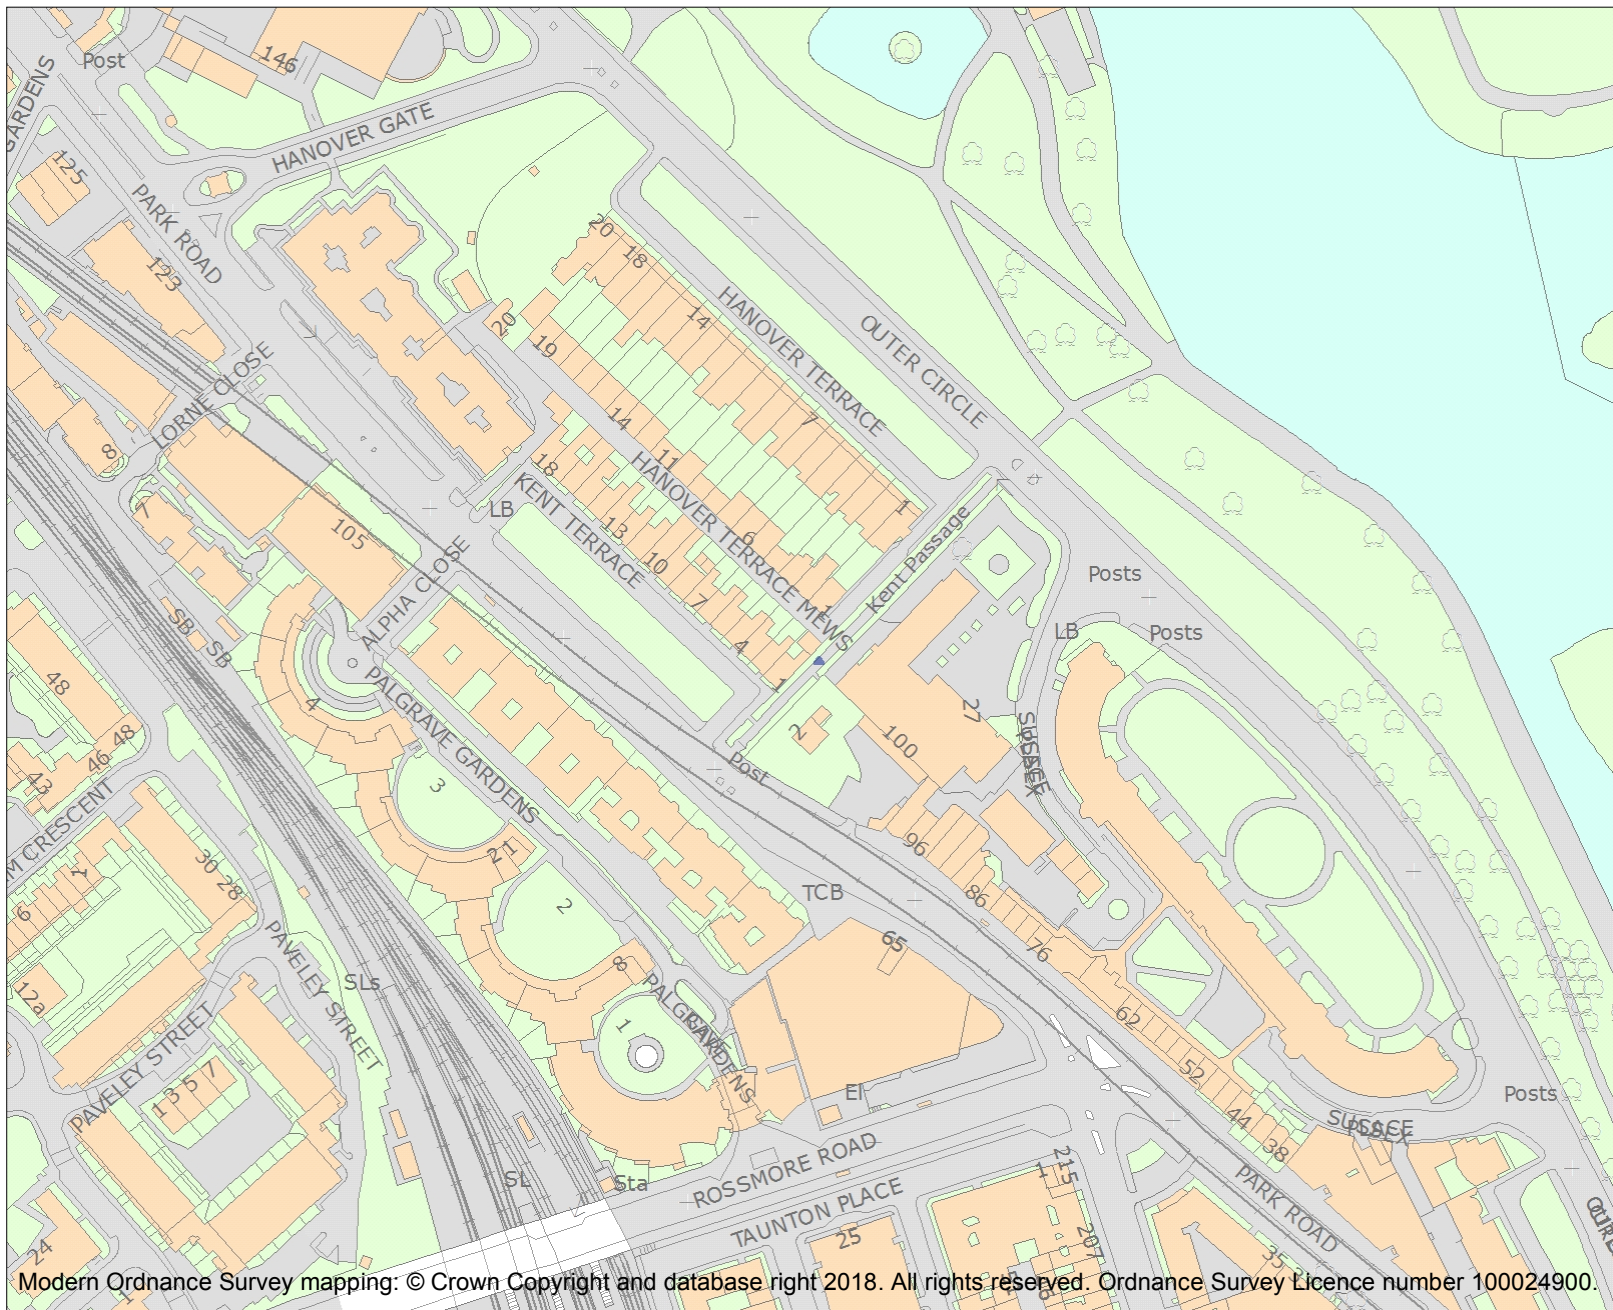 Post
146
GARDENS
HANOVER GATE
125
PARK ROAD
123
20
18
14
HANOVER TERRACE
OUTER CIRCLE
7
1
20
19
14
11
HANOVER TERRACE MEWS
6
1
LORNE CLOSE
8
7
105
18
KENT TERRACE
13
10
7
4
1
LB
Kent Passage
ALPHA CLOSE
Posts
LB
Posts
SB
SB
48
4
PALGRAVE GARDENS
27
100
2
Post
48
46
43
3
21
96
M CRESCENT
1
6
30
28
2
TCB
86
65
76
12a
PAVELEY STREET
SLs
8
PALGRAVE
GARDENS
1
62
PAVELEY STREET
1 3 5 7
El
52
44
38
Posts
SUSSEX
PLACE
SL
Sta
ROSSMORE ROAD
TAUNTON PLACE
1
215
207
PARK ROAD
35
25
24
1
Modern Ordnance Survey mapping: © Crown Copyright and database right 2018. All rights reserved. Ordnance Survey Licence number 100024900.